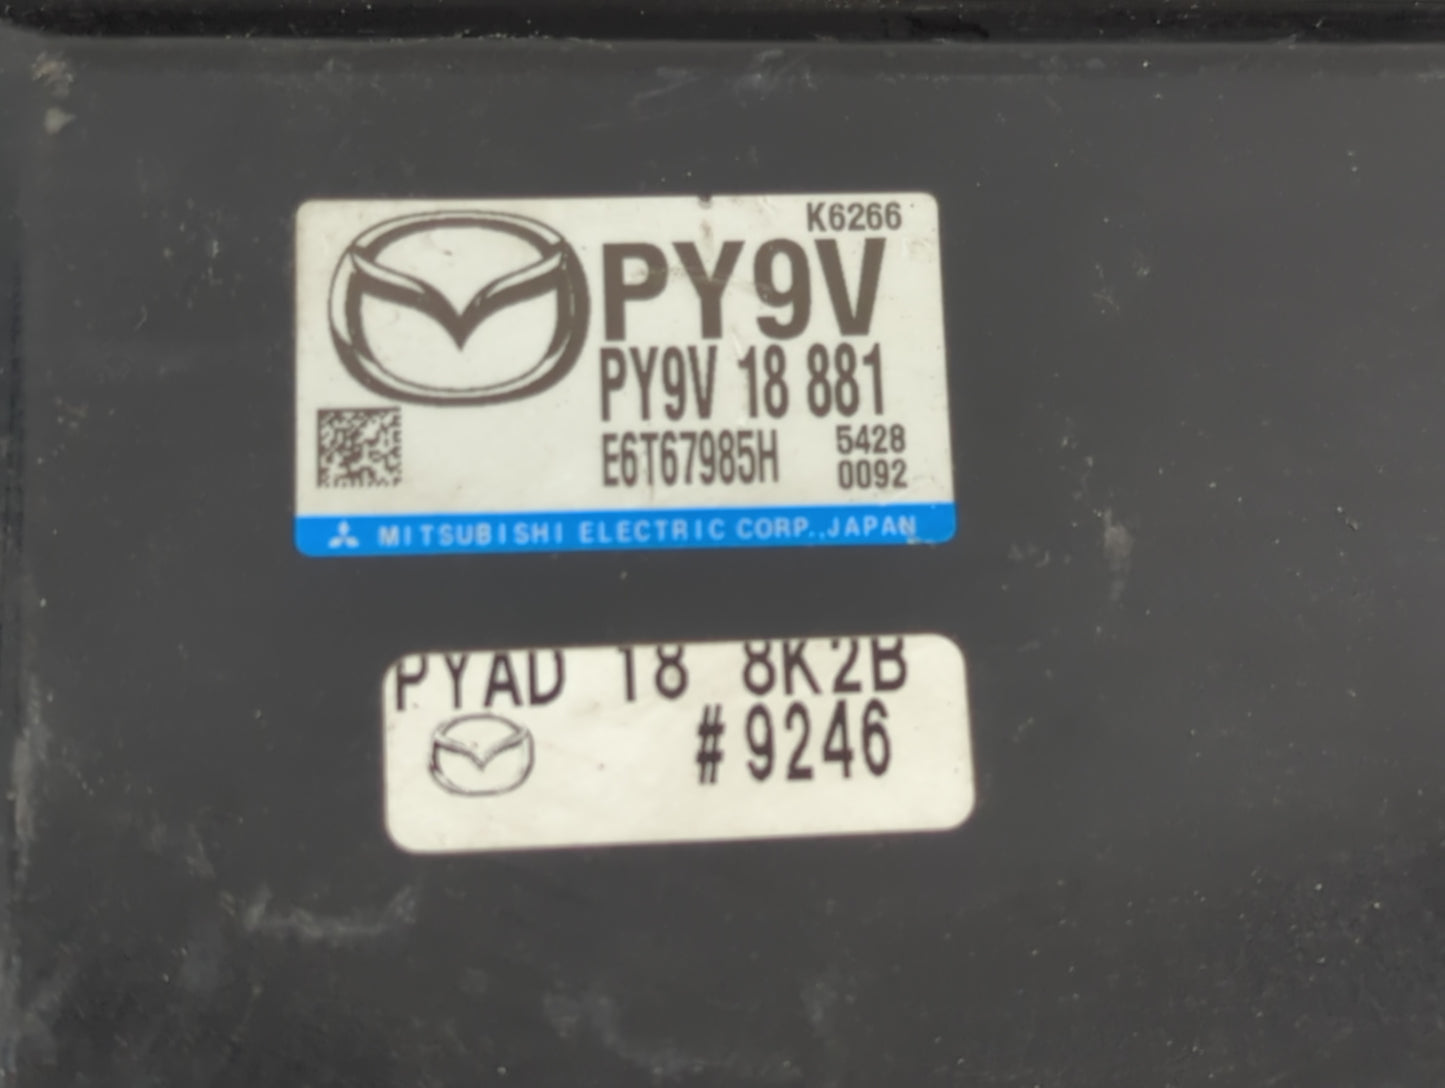 K6266
PY9V
PY9V 18 881
E6T67985H 5428
0092
MITSUBISHI ELECTRIC CORP.,JAPAN
PYAD 18 8K2B
#9246